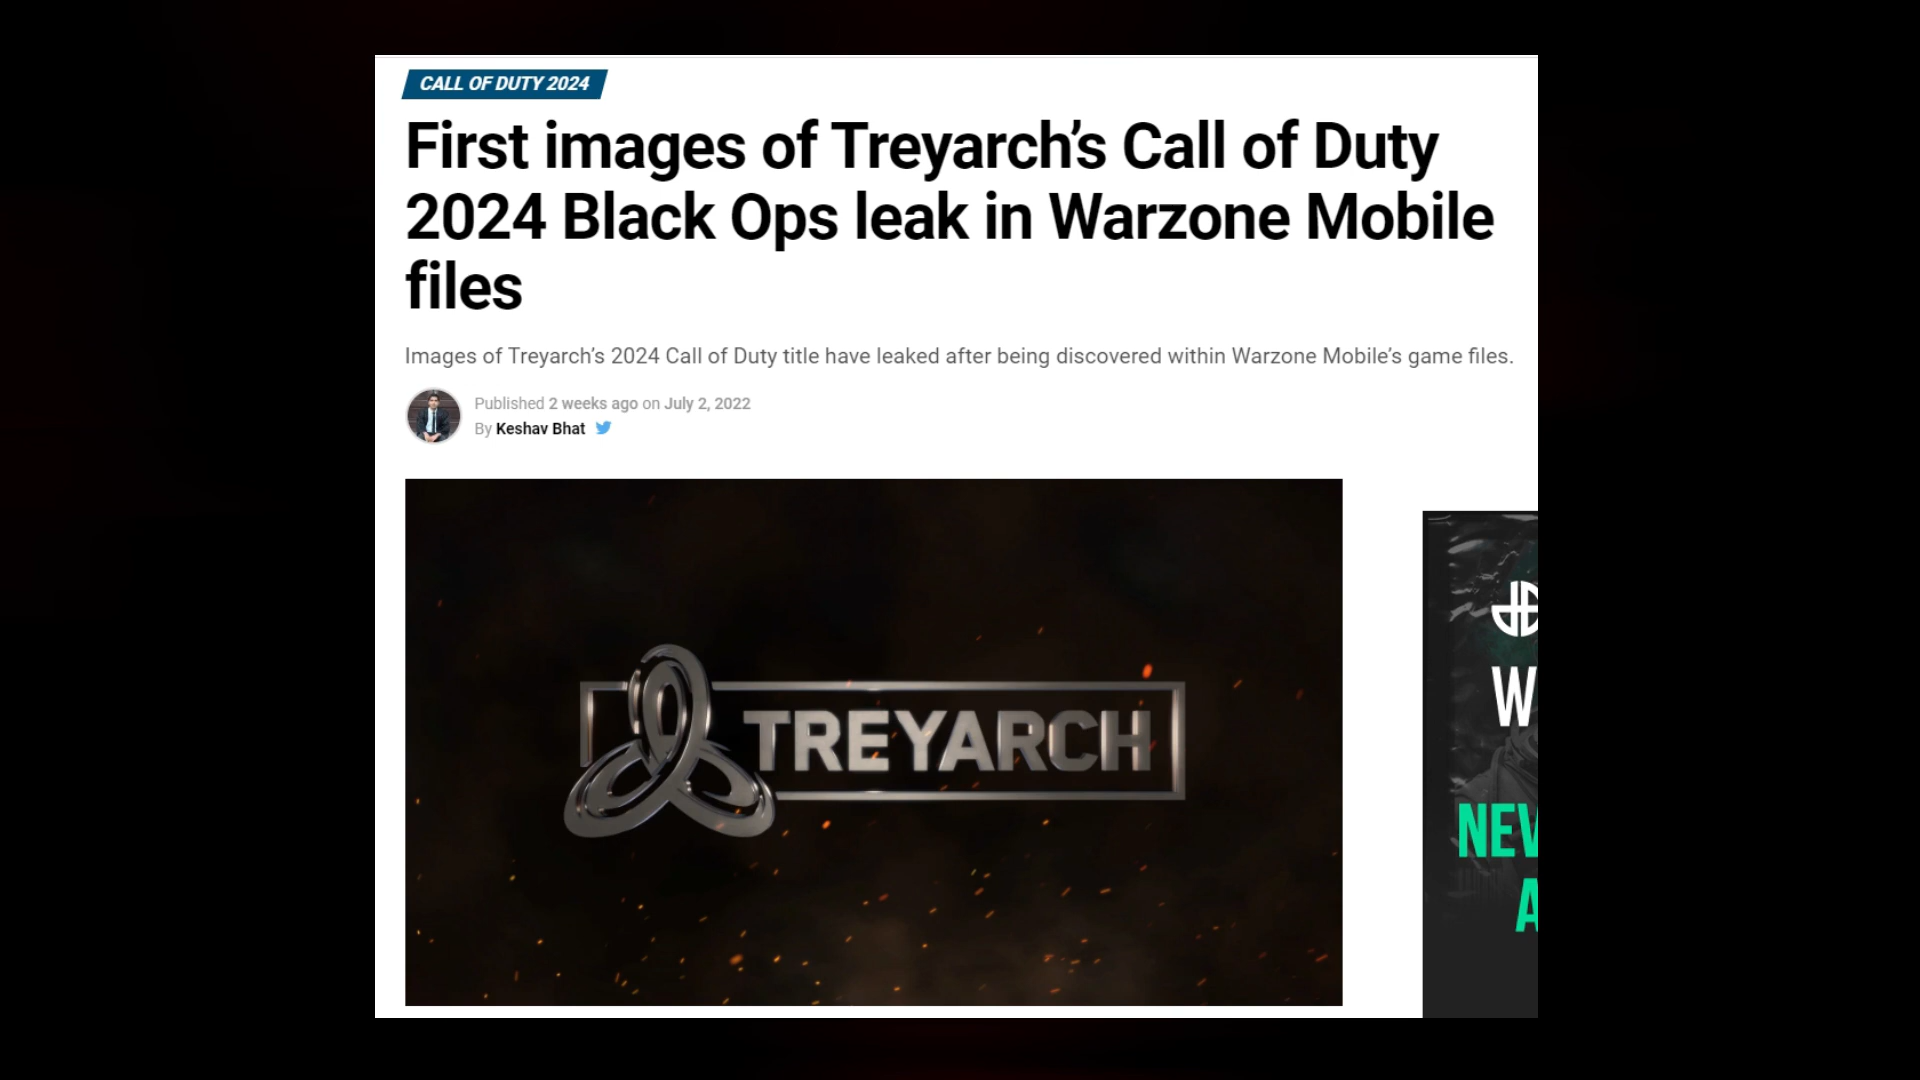 CALL OF DUTY 2024
First images of Treyarch’s Call of Duty
2024 Black Ops leak in Warzone Mobile
files
Images of Treyarch’s 2024 Call of Duty title have leaked after being discovered within Warzone Mobile’s game files.
Published 2 weeks ago on July 2, 2022
By Keshav Bhat
TREYARCH